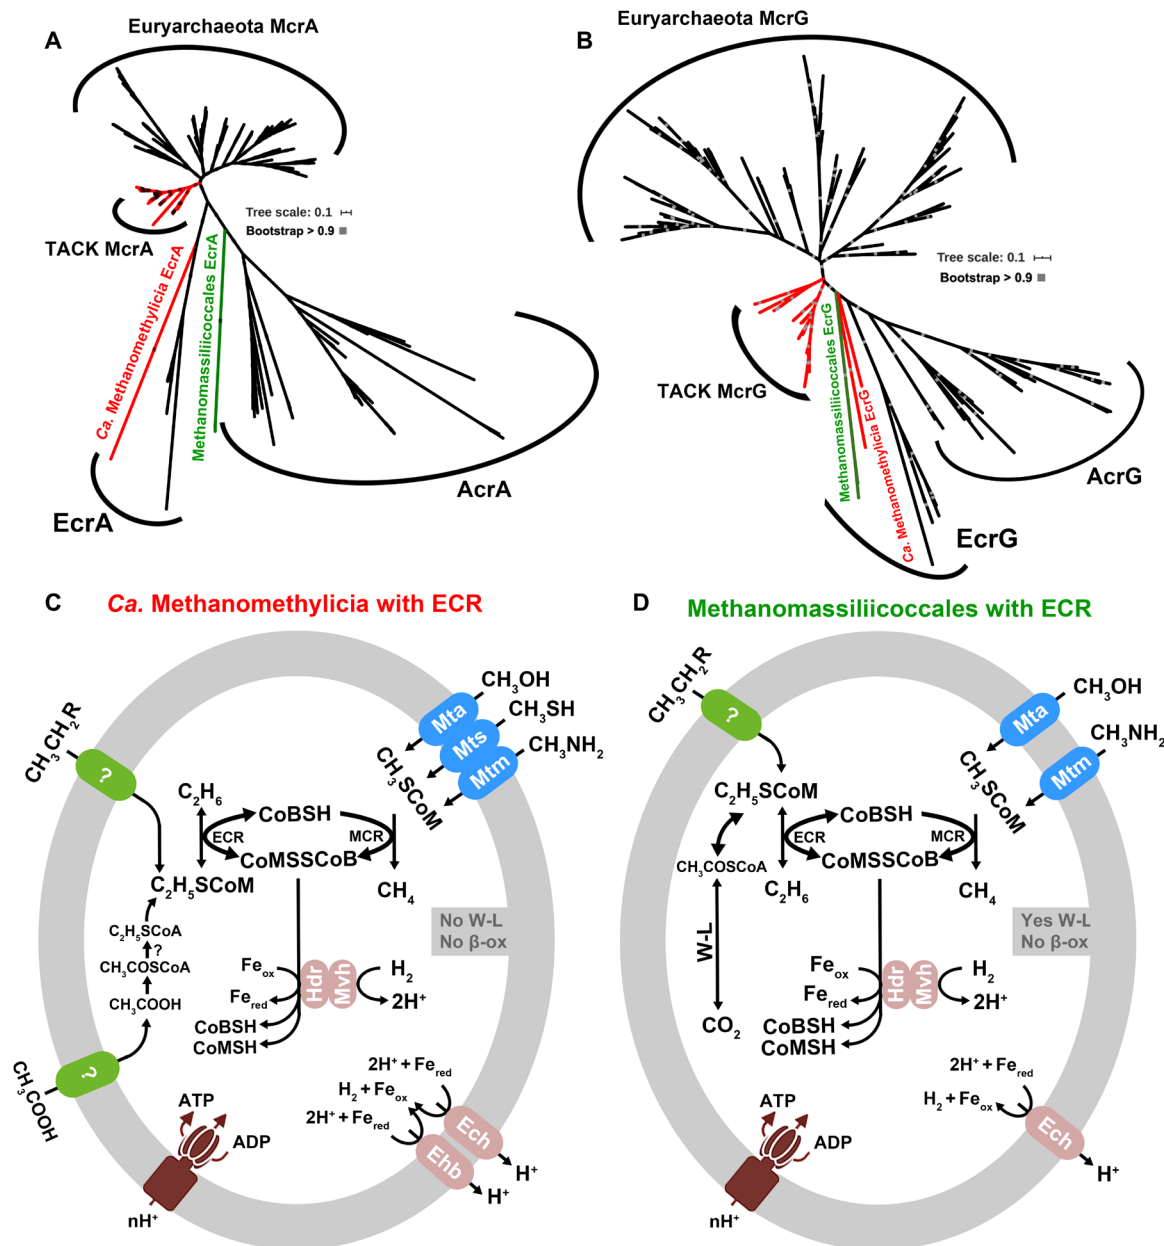 Euryarchaeota McrA
A
Tree scale: 0.1
Bootstrap > 0.9
TACK McrA
Ca. Methanomethylicia EcrA
Methanomassiliicoccales EcrA
AcrA
EcrA
Euryarchaeota McrG
B
Tree scale: 0.1
Bootstrap > 0.9
TACK McrG
Methanomassiliicoccales EcrG
Ca. Methanomethylicia EcrG
AcrG
EcrG
C
Ca. Methanomethylicia with ECR
CH₃CH₂R
?
Mta
Mts
Mtm
CH₃OH
CH₃SH
CH₃NH₂
CH₃SCoM
C₂H₆
CoBSH
ECR
MCR
CoMSSCoB
C₂H₅SCoM
CH₄
C₂H₅SCoA
?
CH₃COSCoA
CH₃COOH
No W-L
No β-ox
Feox
Fered
Hdr
Mvh
H₂
2H⁺
CoBSH
CoMSH
?
CH₃COOH
2H⁺ + Fered
H₂ + Feox
2H⁺ + Fered
Ech
Ehb
H⁺
H⁺
ATP
ADP
nH⁺
D
Methanomassiliicoccales with ECR
CH₃CH₂R
?
Mta
Mtm
CH₃OH
CH₃NH₂
CH₃SCoM
C₂H₅SCoM
CoBSH
ECR
MCR
CoMSSCoB
CH₃COSCoA
C₂H₆
CH₄
Yes W-L
No β-ox
W-L
CO₂
Feox
Fered
Hdr
Mvh
H₂
2H⁺
CoBSH
CoMSH
2H⁺ + Fered
H₂ + Feox
Ech
H⁺
ATP
ADP
nH⁺